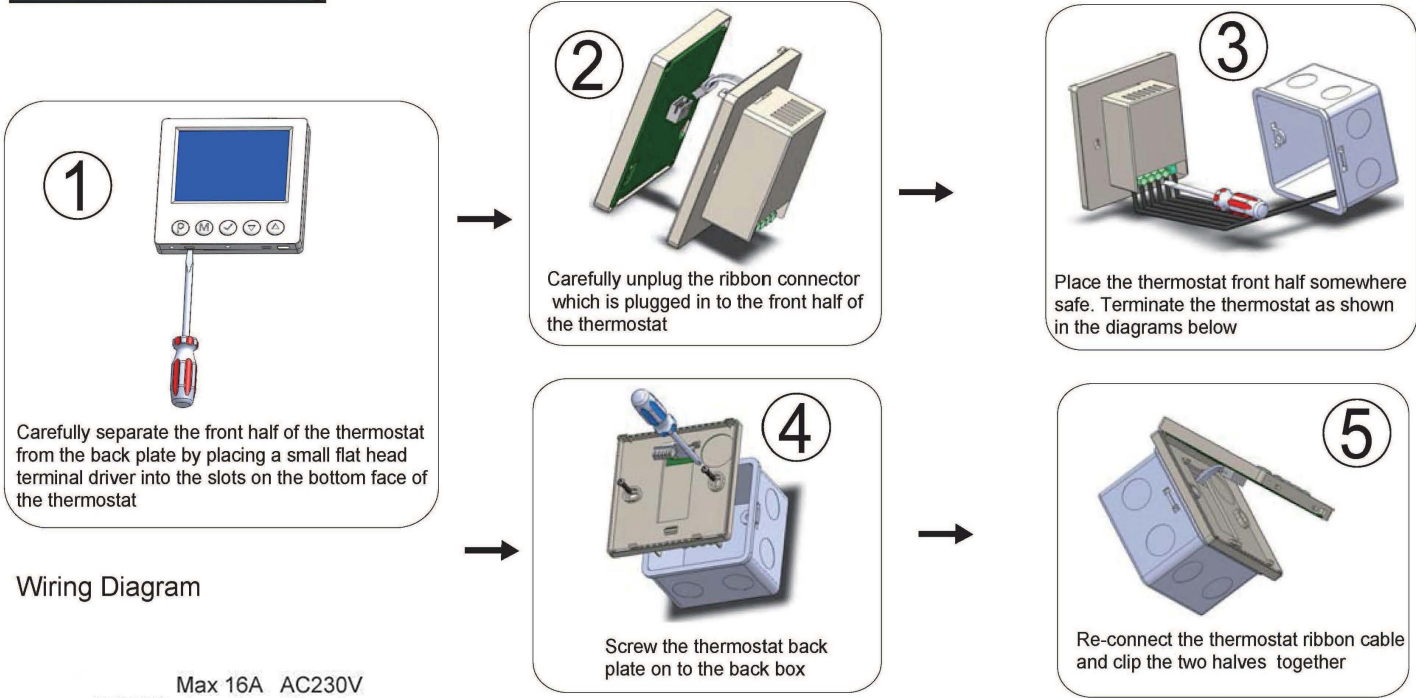 1
P M
Carefully separate the front half of the thermostat
from the back plate by placing a small flat head
terminal driver into the slots on the bottom face of
the thermostat
2
Carefully unplug the ribbon connector
which is plugged in to the front half of
the thermostat
3
Place the thermostat front half somewhere
safe. Terminate the thermostat as shown
in the diagrams below
4
Screw the thermostat back
plate on to the back box
5
Re-connect the thermostat ribbon cable
and clip the two halves together
Wiring Diagram
Max 16A AC230V